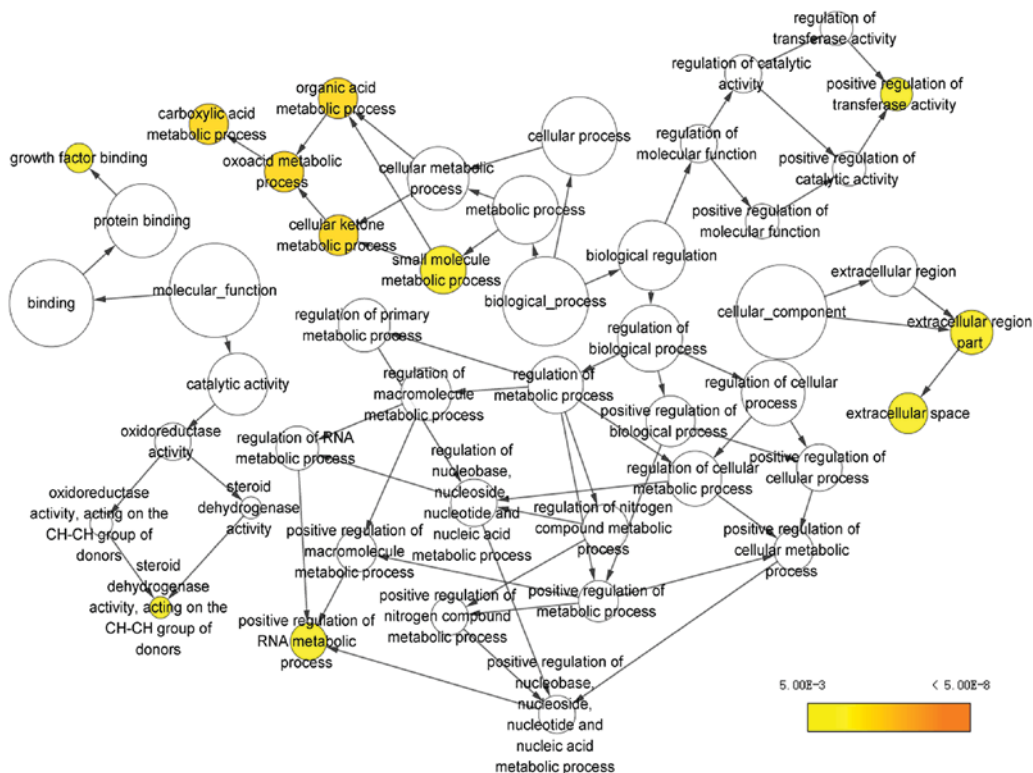 regulation of
transferase activity
regulation of catalytic
activity
positive regulation of
transferase activity
organic acid
metabolic process
carboxylic acid
metabolic process
cellular process
regulation of
molecular function
positive regulation of
catalytic activity
growth factor binding
oxoacid metabolic
process
cellular metabolic
process
metabolic process
protein binding
cellular ketone
metabolic process
positive regulation of
molecular function
small molecule
metabolic process
biological regulation
extracellular region
binding
molecular_function
biological_process
cellular_component
extracellular region
part
regulation of primary
metabolic process
regulation of
biological process
catalytic activity
regulation of
macromolecule
metabolic process
regulation of
metabolic process
regulation of cellular
process
extracellular space
positive regulation of
biological process
oxidoreductase
activity
regulation of RNA
metabolic process
regulation of
nucleobase,
nucleoside,
nucleotide and
nucleic acid
metabolic process
regulation of cellular
metabolic process
positive regulation of
cellular process
oxidoreductase
activity, acting on the
CH-CH group of
donors
steroid
dehydrogenase
activity
regulation of nitrogen
compound metabolic
process
positive regulation of
macromolecule
metabolic process
positive regulation of
cellular metabolic
process
steroid
dehydrogenase
activity, acting on the
CH-CH group of
donors
positive regulation of
RNA metabolic
process
positive regulation of
nitrogen compound
metabolic process
positive regulation of
metabolic process
positive regulation of
nucleobase,
nucleoside,
nucleotide and
nucleic acid
metabolic process
5.00E-3 < 5.00E-8